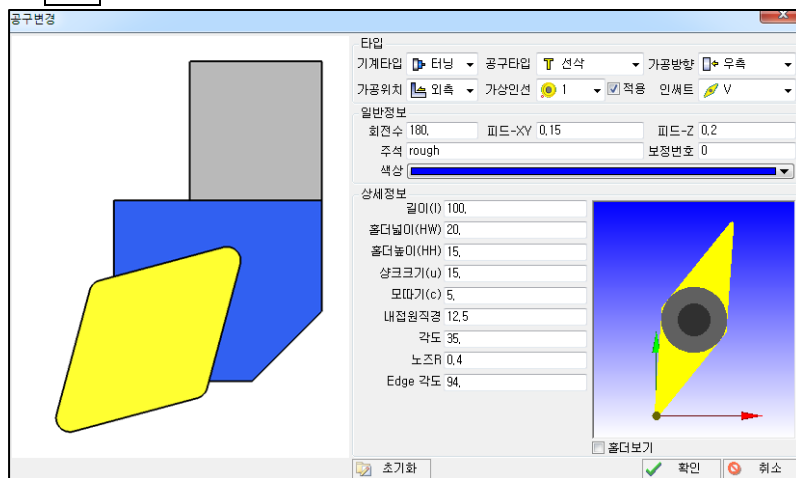 공구변경
타입
기계타입 터닝 공구타입 선삭 가공방향 우측
가공위치 외측 가상인선 1 적용 인써트 V
일반정보
회전수 180, 피드-XY 0,15 피드-Z 0,2
주석 rough 보정번호 0
색상
상세정보
길이(l) 100,
홀더넓이(HW) 20,
홀더높이(HH) 15,
샹크크기(u) 15,
모따기(c) 5,
내접원직경 12,5
각도 35,
노즈R 0,4
Edge 각도 94,
홀더보기
초기화 확인 취소